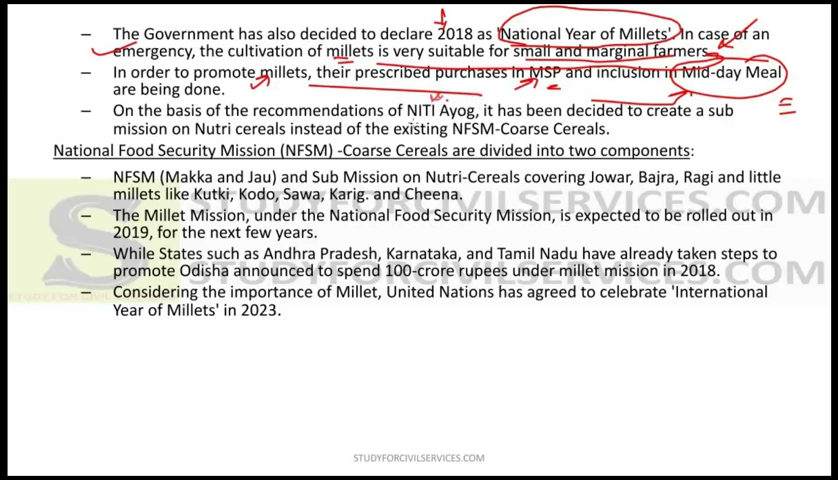 – The Government has also decided to declare 2018 as 'National Year of Millets'. In case of an
emergency, the cultivation of millets is very suitable for small and marginal farmers.
– In order to promote millets, their prescribed purchases in MSP and inclusion in Mid-day Meal
are being done.
– On the basis of the recommendations of NITI Ayog, it has been decided to create a sub
mission on Nutri cereals instead of the existing NFSM-Coarse Cereals.
National Food Security Mission (NFSM) -Coarse Cereals are divided into two components:
– NFSM (Makka and Jau) and Sub Mission on Nutri-Cereals covering Jowar, Bajra, Ragi and little
millets like Kutki, Kodo, Sawa, Karig. and Cheena.
– The Millet Mission, under the National Food Security Mission, is expected to be rolled out in
2019, for the next few years.
– While States such as Andhra Pradesh, Karnataka, and Tamil Nadu have already taken steps to
promote Odisha announced to spend 100-crore rupees under millet mission in 2018.
– Considering the importance of Millet, United Nations has agreed to celebrate 'International
Year of Millets' in 2023.
STUDYFORCIVILSERVICES.COM
STUDYFORCIVILSERVICES.COM